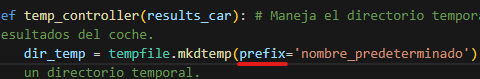 ef temp_controller(results_car): # Maneja el directorio tempora
esultados del coche.
dir_temp = tempfile.mkdtemp(prefix='nombre_predeterminado')
un directorio temporal.